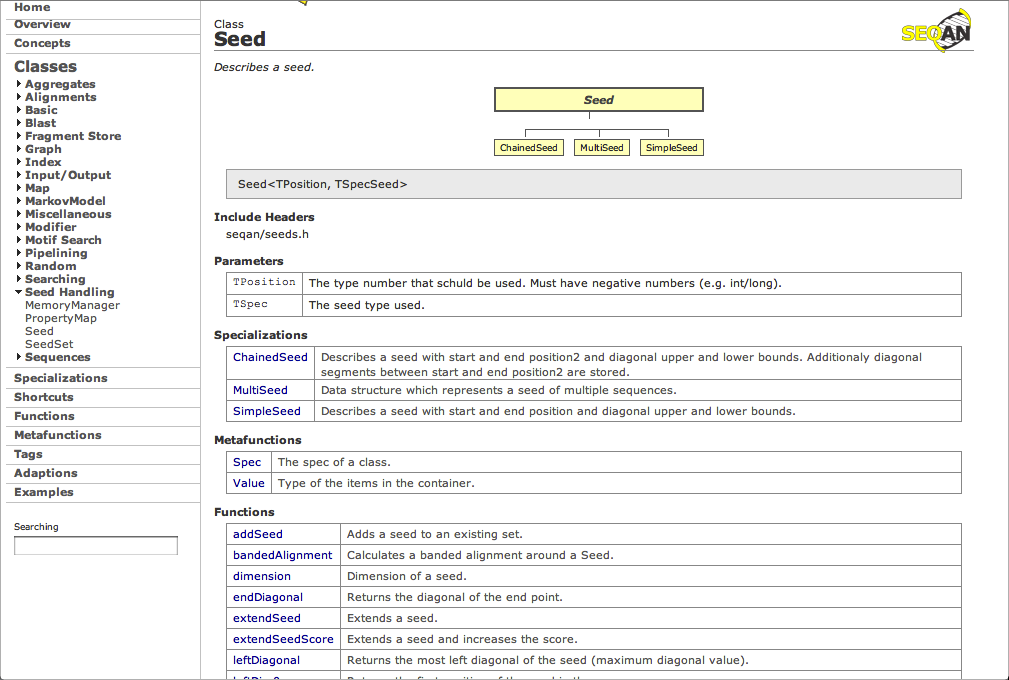 Home
Overview
Concepts
Classes
Aggregates
Alignments
Basic
Blast
Fragment Store
Graph
Index
Input/Output
Map
MarkovModel
Miscellaneous
Modifier
Motif Search
Pipelining
Random
Searching
Seed Handling
MemoryManager
PropertyMap
Seed
SeedSet
Sequences
Specializations
Shortcuts
Functions
Metafunctions
Tags
Adaptions
Examples
Searching
Class
Seed
SEQAN
Describes a seed.
Seed
ChainedSeed MultiSeed SimpleSeed
Seed<TPosition, TSpecSeed>
Include Headers
seqan/seeds.h
Parameters
TPosition The type number that schuld be used. Must have negative numbers (e.g. int/long).
TSpec The seed type used.
Specializations
ChainedSeed Describes a seed with start and end position2 and diagonal upper and lower bounds. Additionaly diagonal
segments between start and end position2 are stored.
MultiSeed Data structure which represents a seed of multiple sequences.
SimpleSeed Describes a seed with start and end position and diagonal upper and lower bounds.
Metafunctions
Spec The spec of a class.
Value Type of the items in the container.
Functions
addSeed Adds a seed to an existing set.
bandedAlignment Calculates a banded alignment around a Seed.
dimension Dimension of a seed.
endDiagonal Returns the diagonal of the end point.
extendSeed Extends a seed.
extendSeedScore Extends a seed and increases the score.
leftDiagonal Returns the most left diagonal of the seed (maximum diagonal value).